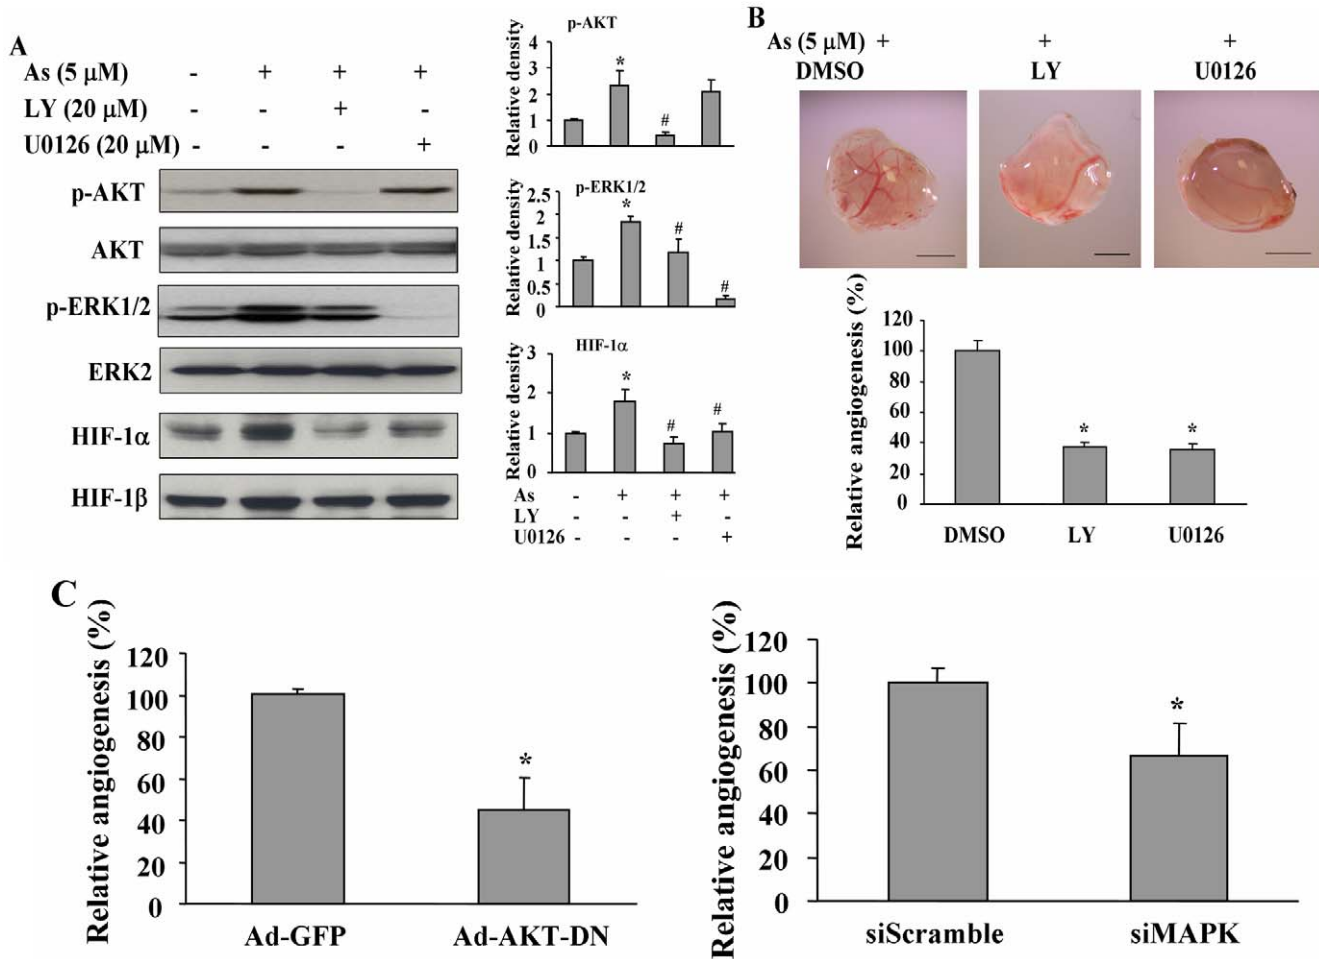 A
As (5 μM) - + + +
LY (20 μM) - - + -
U0126 (20 μM) - - - +
p-AKT
AKT
p-ERK1/2
ERK2
HIF-1α
HIF-1β
p-AKT
Relative density
4
3
2
1
0
*
#
p-ERK1/2
Relative density
2.5
2
1.5
1
0.5
0
*
#
#
HIF-1α
Relative density
3
2
1
0
*
#
#
As - + + +
LY - - + -
U0126 - - - +
B
As (5 μM) + + +
DMSO LY U0126
Relative angiogenesis (%)
120
100
80
60
40
20
0
* *
DMSO LY U0126
C
Relative angiogenesis (%)
120
100
80
60
40
20
0
*
Ad-GFP Ad-AKT-DN
Relative angiogenesis (%)
120
100
80
60
40
20
0
*
siScramble siMAPK